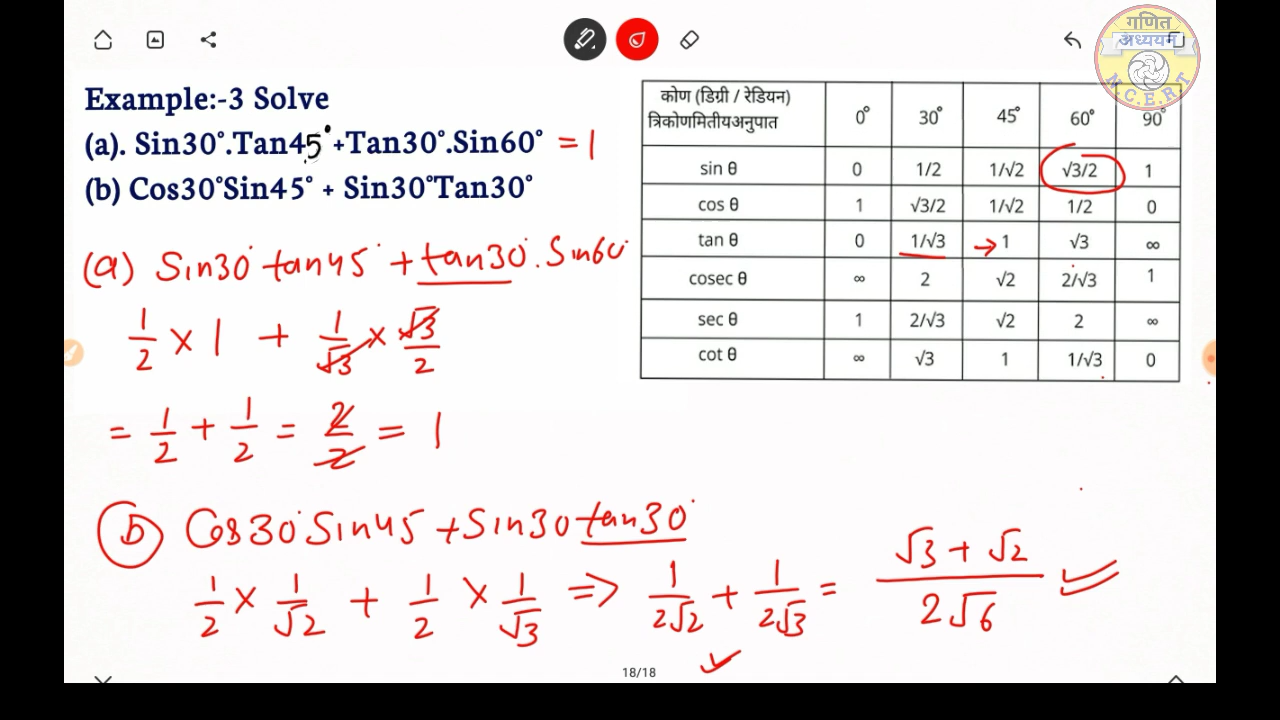 गणित
अध्ययन
N.C.E.R.T
Example:-3 Solve
(a). Sin30°.Tan45° +Tan30°.Sin60° = 1
(b) Cos30°Sin45° + Sin30°Tan30°
कोण (डिग्री / रेडियन) त्रिकोणमितीयअनुपात 0° 30° 45° 60° 90°
sin θ 0 1/2 1/√2 √3/2 1
cos θ 1 √3/2 1/√2 1/2 0
tan θ 0 1/√3 → 1 √3 ∞
cosec θ ∞ 2 √2 2/√3 1
sec θ 1 2/√3 √2 2 ∞
cot θ ∞ √3 1 1/√3 0
(a) Sin30° tan45° + tan30°. Sin60°
1/2 × 1 + 1/√3 × √3/2
= 1/2 + 1/2 = 2/2 = 1
(b) Cos30° Sin45 + Sin30 tan30°
1/2 × 1/√2 + 1/2 × 1/√3 => 1/2√2 + 1/2√3 = √3 + √2/2√6
18/18